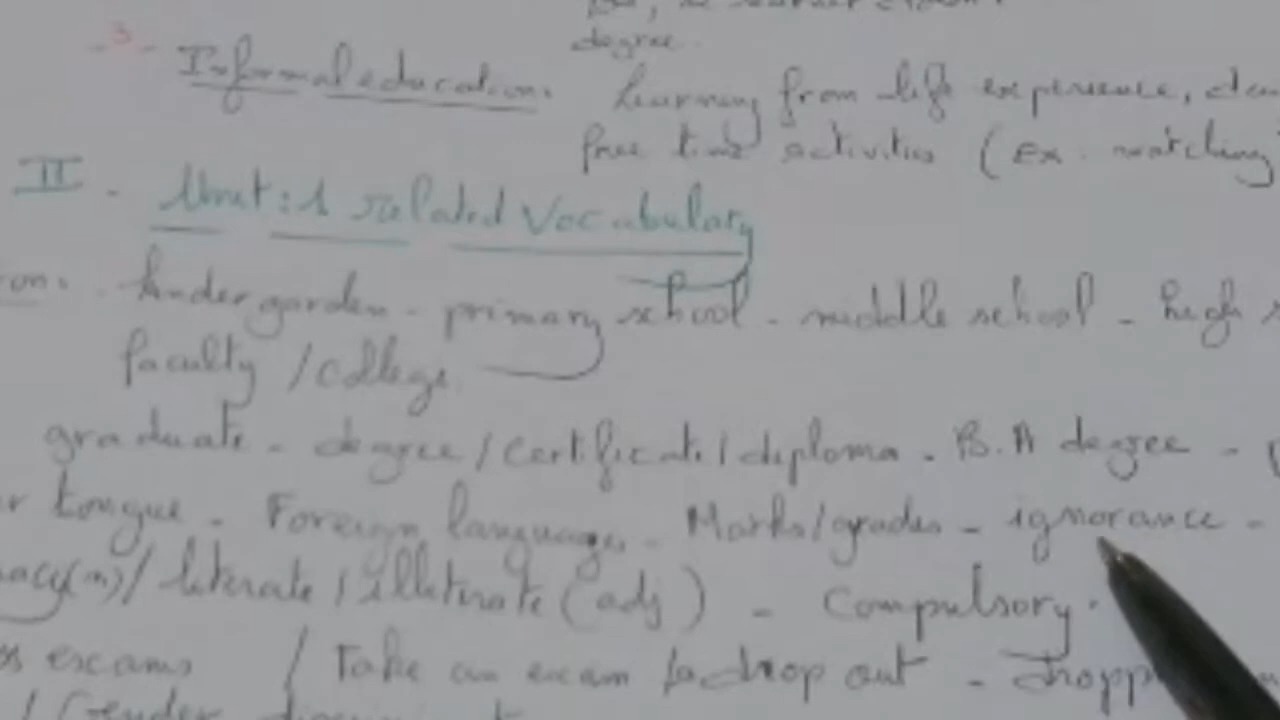 degree.
-3- Informal education. Learning from life experience,
free time activities (Ex. watching
II - Unit:1 related Vocabulary
Kindergarden - primary school - middle school - high
faculty / college.
graduate - degree / certificate / diploma - B.A degree -
tongue - Foreign languages - Marks/grades - ignorance -
(n) / literate / illiterate (adj) - Compulsory.
exams / Take an exam / to drop out -
/ Gender